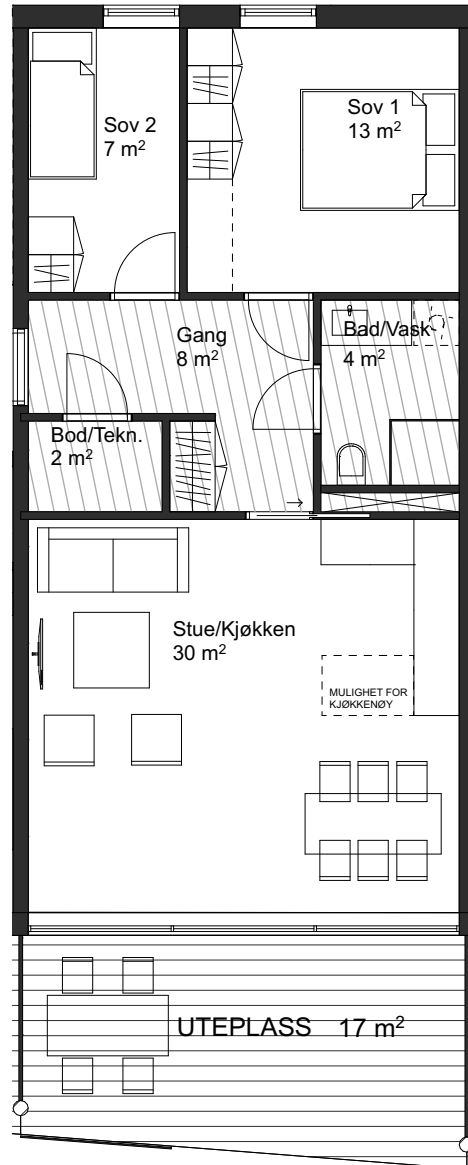 Sov 2
7 m²
Sov 1
13 m²
Gang
8 m²
Bad/Vask
4 m²
Bod/Tekn.
2 m²
Stue/Kjøkken
30 m²
MULIGHET FOR
KJØKKENØY
UTEPLASS 17 m²